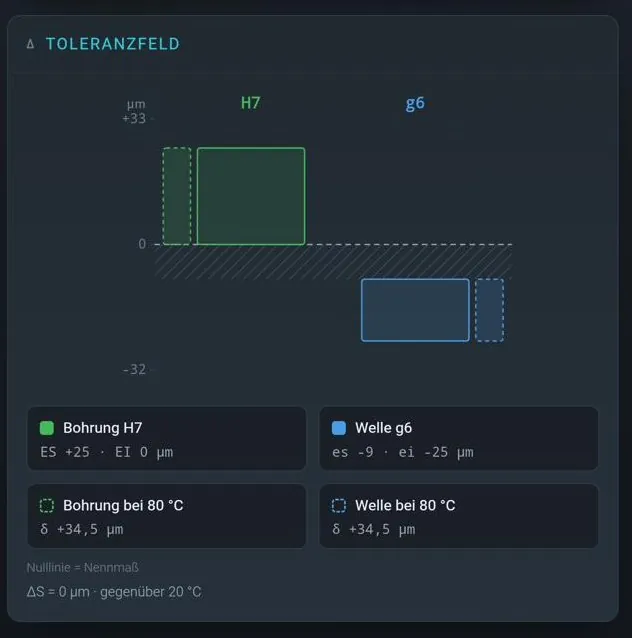 Δ TOLERANZFELD
µm H7 g6
+33
0
-32
Bohrung H7
ES +25 · EI 0 µm
Welle g6
es -9 · ei -25 µm
Bohrung bei 80 °C
δ +34,5 µm
Welle bei 80 °C
δ +34,5 µm
Nulllinie = Nennmaß
ΔS = 0 µm · gegenüber 20 °C